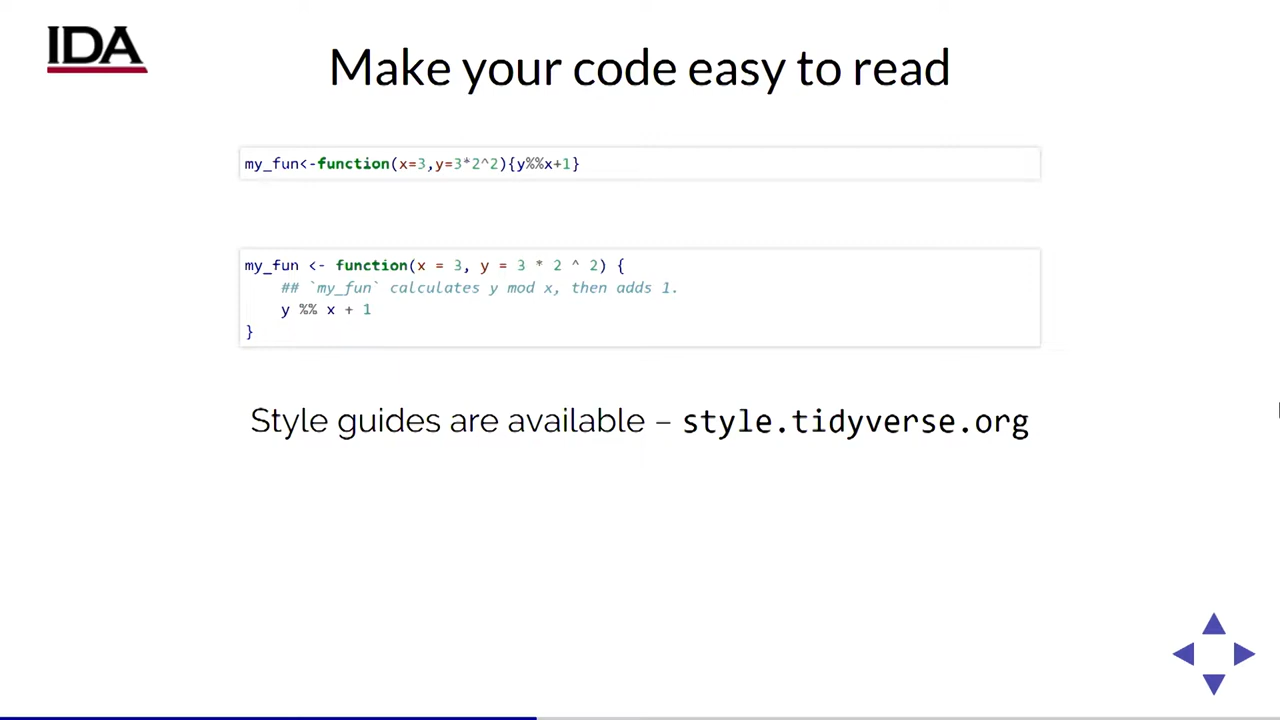 IDA
Make your code easy to read
my_fun<-function(x=3,y=3*2^2){y%%x+1}
my_fun <- function(x = 3, y = 3 * 2 ^ 2) {
    ## `my_fun` calculates y mod x, then adds 1.
    y %% x + 1
}
Style guides are available – style.tidyverse.org